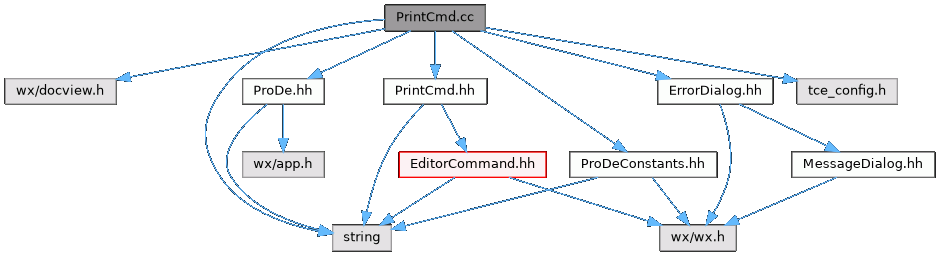 PrintCmd.cc
wx/docview.h
ProDe.hh
PrintCmd.hh
ErrorDialog.hh
tce_config.h
wx/app.h
EditorCommand.hh
ProDeConstants.hh
MessageDialog.hh
string
wx/wx.h